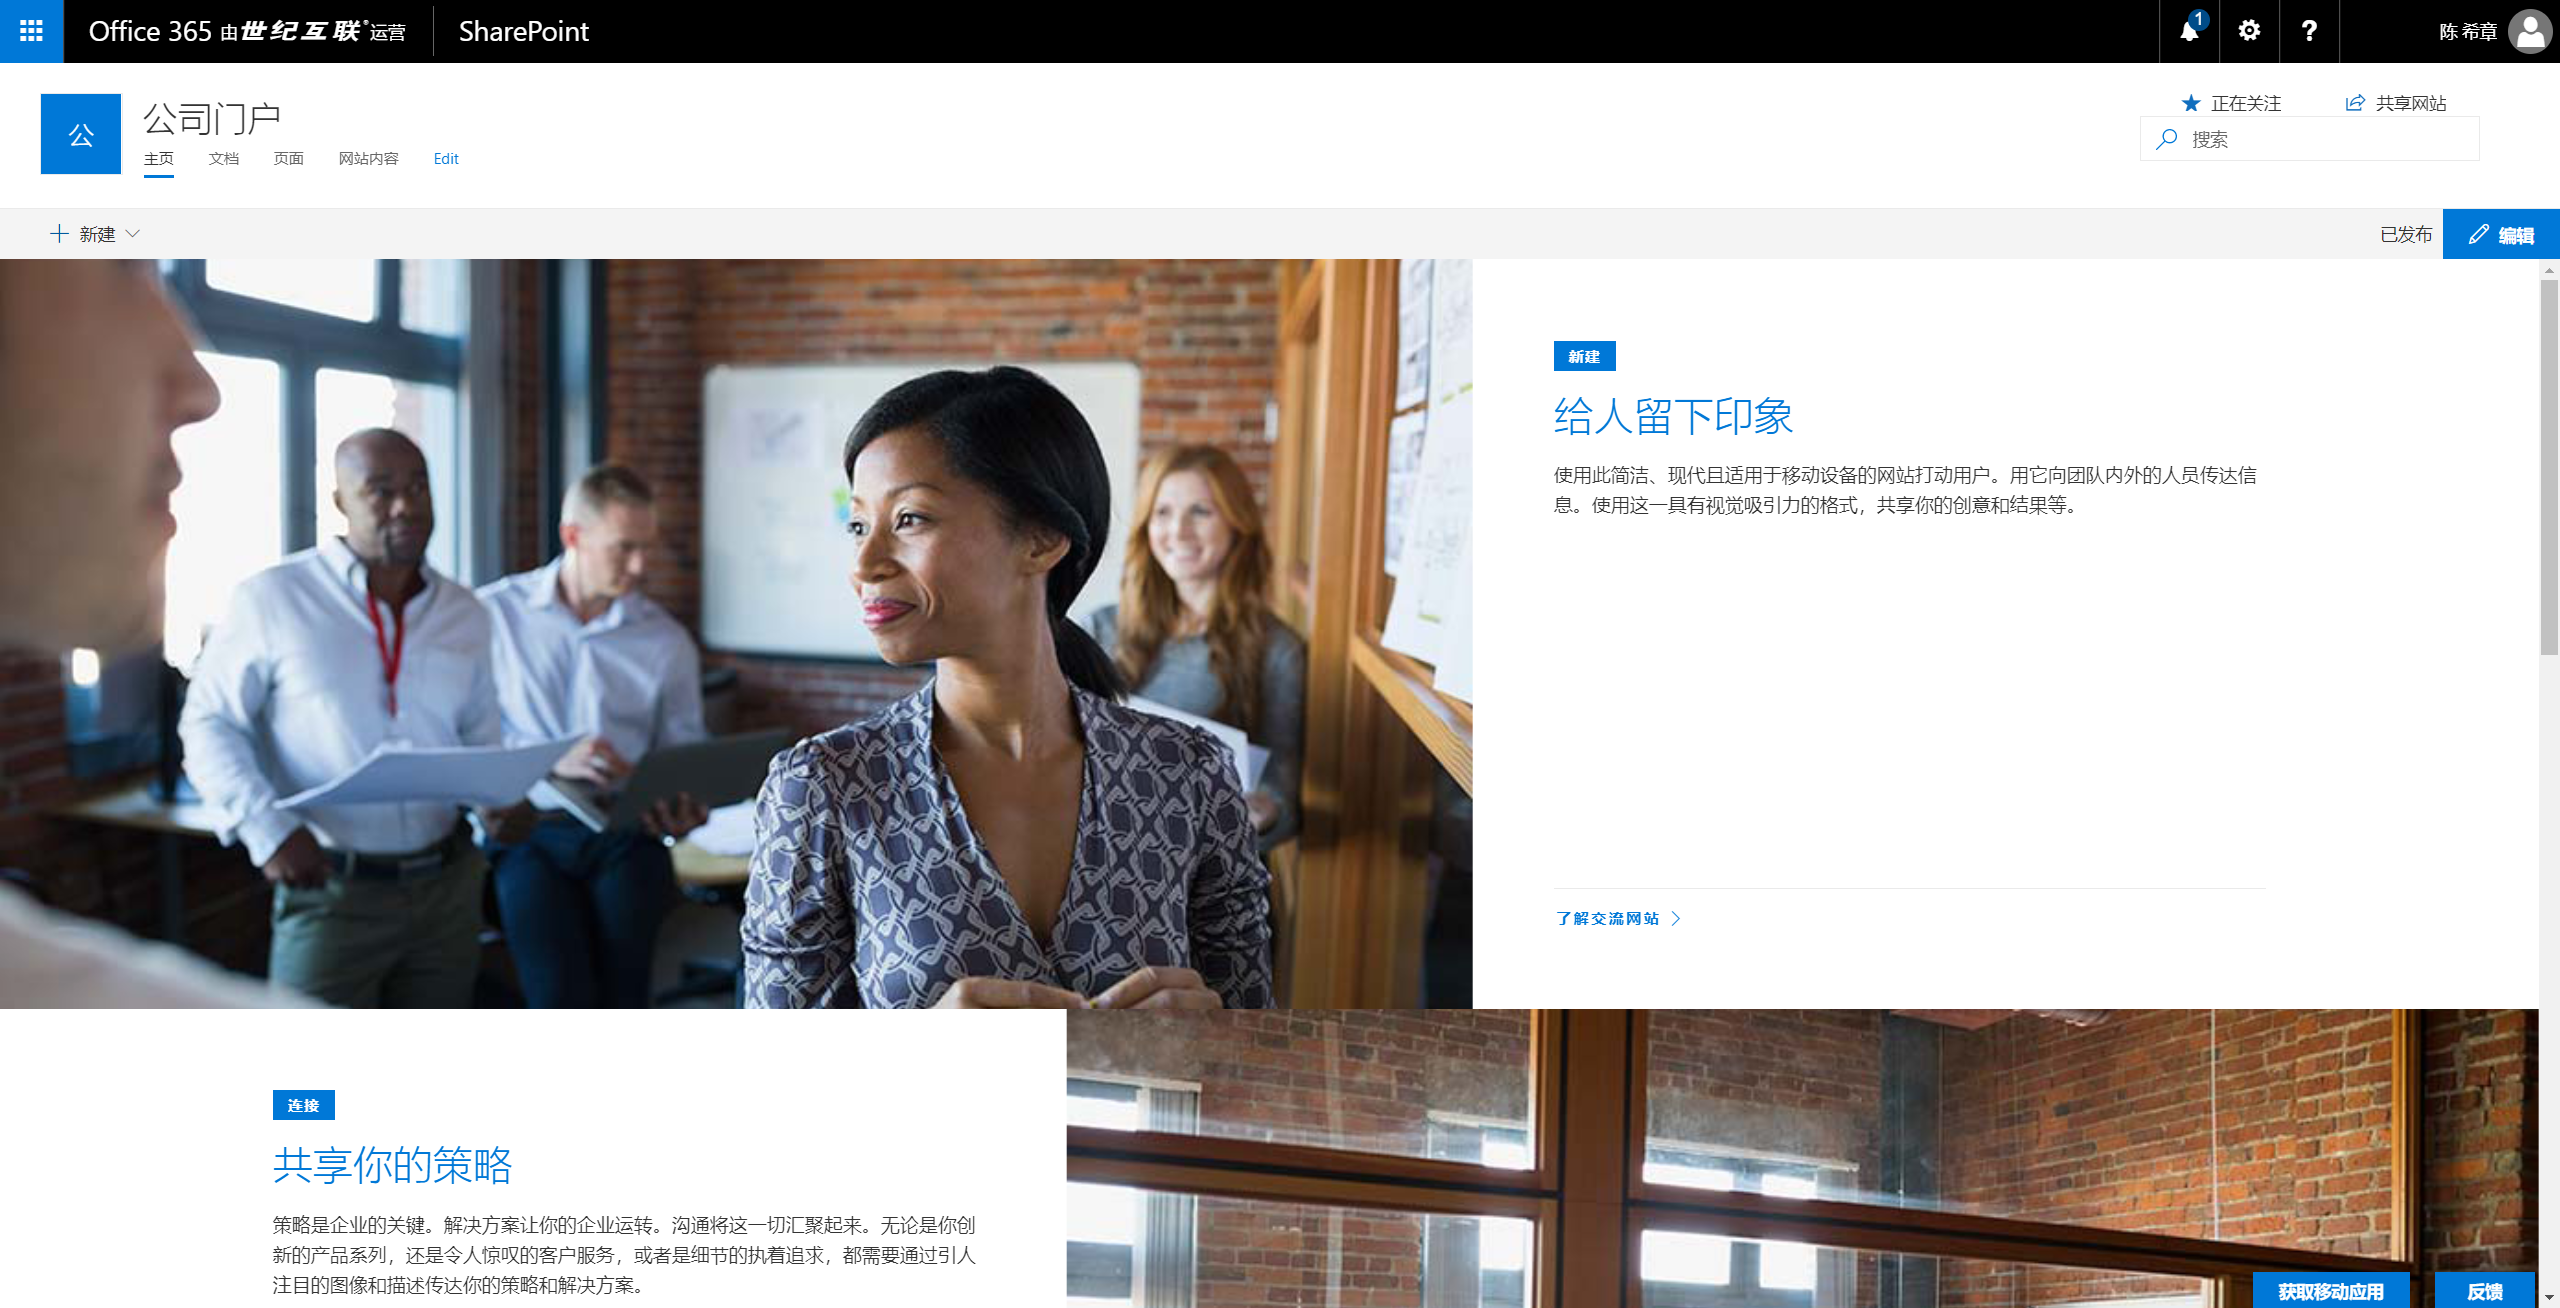 Office 365 由世纪互联®运营 SharePoint 1 ? 陈 希章
公 公司门户 正在关注 共享网站
搜索
主页 文档 页面 网站内容 Edit
新建 已发布 编辑
新建
给人留下印象
使用此简洁、现代且适用于移动设备的网站打动用户。用它向团队内外的人员传达信
息。使用这一具有视觉吸引力的格式，共享你的创意和结果等。
了解交流网站
连接
共享你的策略
策略是企业的关键。解决方案让你的企业运转。沟通将这一切汇聚起来。无论是你创
新的产品系列，还是令人惊叹的客户服务，或者是细节的执着追求，都需要通过引人
注目的图像和描述传达你的策略和解决方案。
获取移动应用 反馈